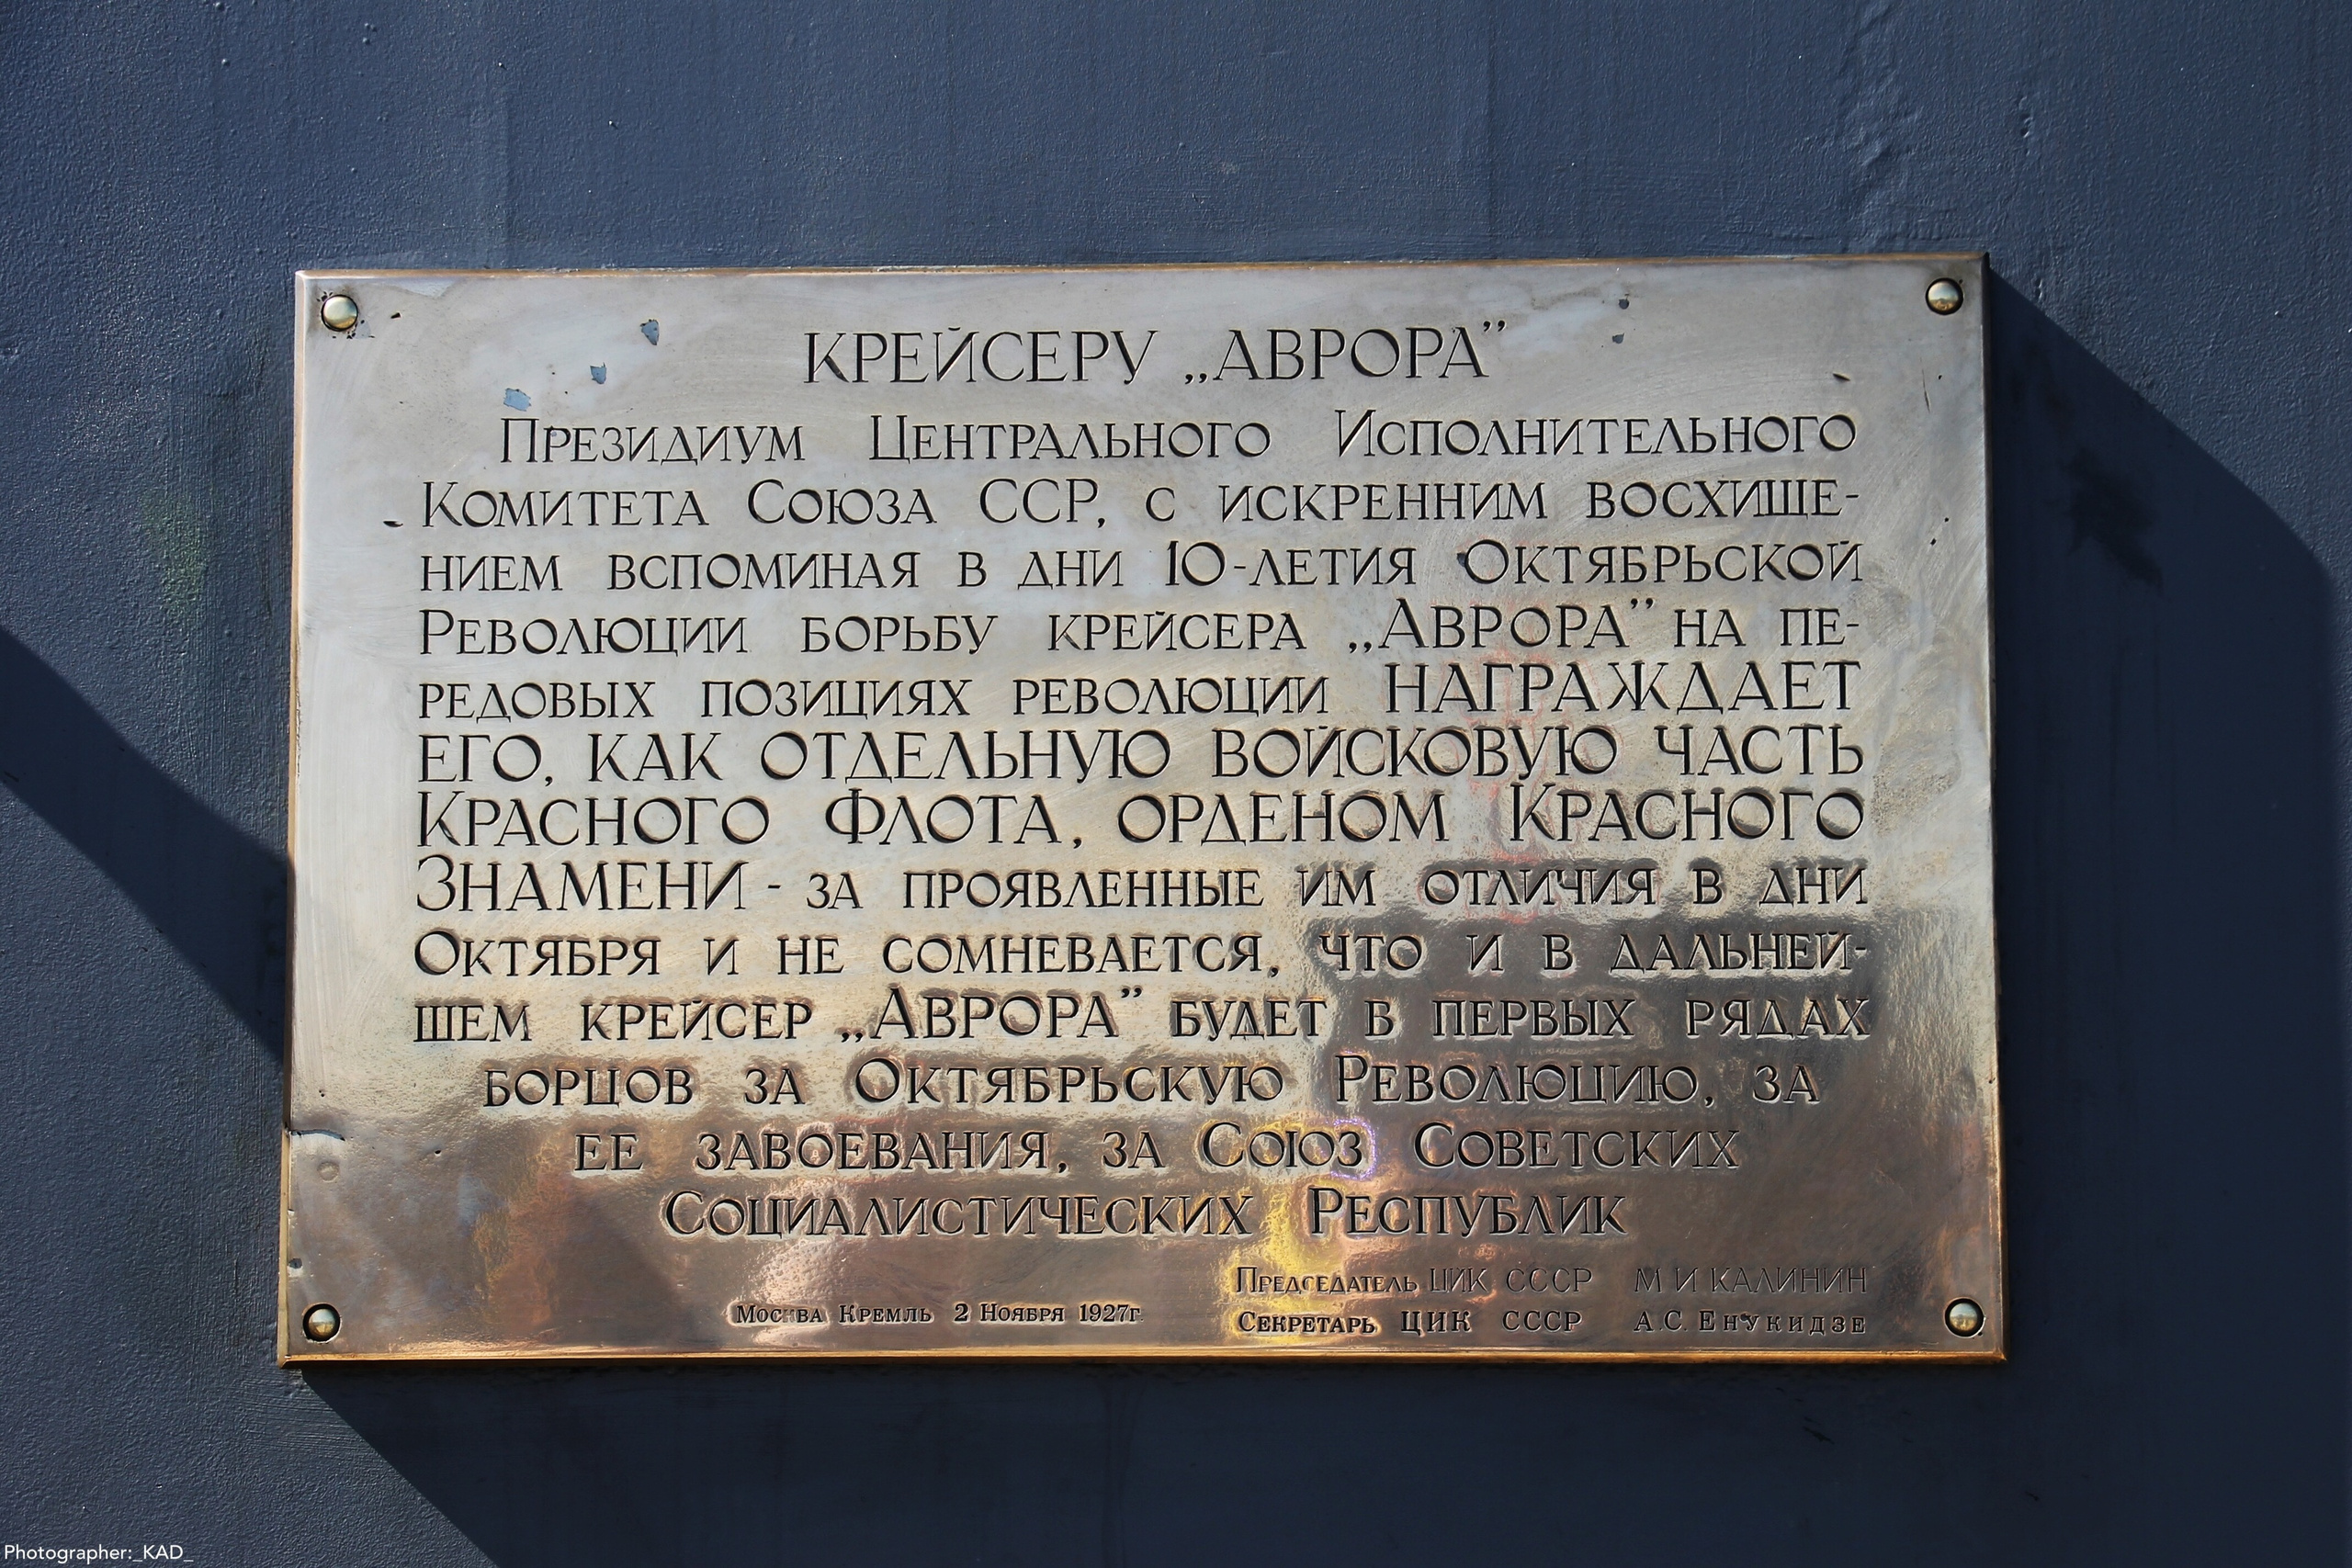 КРЕЙСЕРУ „АВРОРА”
Президиум Центрального Исполнительного
Комитета Союза ССР, с искренним восхище-
нием вспоминая в дни 10-летия Октябрьской
Революции борьбу крейсера „Аврора” на пе-
редовых позициях революции НАГРАЖДАЕТ
ЕГО, КАК ОТДЕЛЬНУЮ ВОЙСКОВУЮ ЧАСТЬ
КРАСНОГО ФЛОТА, ОРДЕНОМ КРАСНОГО
ЗНАМЕНИ - за проявленные им отличия в дни
Октября и не сомневается, что и в дальней-
шем крейсер „Аврора” будет в первых рядах
борцов за Октябрьскую Революцию, за
ее завоевания, за Союз Советских
Социалистических Республик
Председатель ЦИК СССР М И КАЛИНИН
Москва Кремль 2 Ноября 1927г.
Секретарь ЦИК СССР А.С. Енукидзе
Photographer:_KAD_